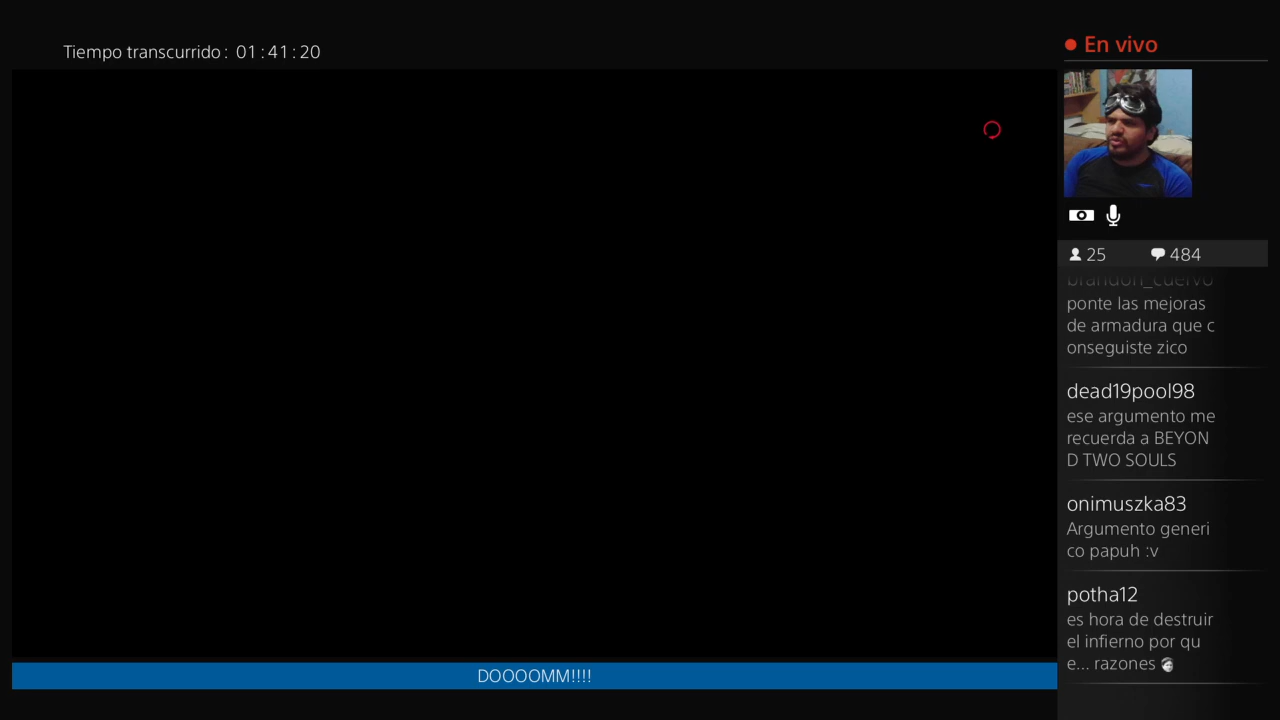 Tiempo transcurrido: 01:41:20
En vivo
25 484
brandon_cuervo
ponte las mejoras
de armadura que c
onseguiste zico
dead19pool98
ese argumento me
recuerda a BEYON
D TWO SOULS
onimuszka83
Argumento generi
co papuh :v
potha12
es hora de destruir
el infierno por qu
e... razones
DOOOOMM!!!!